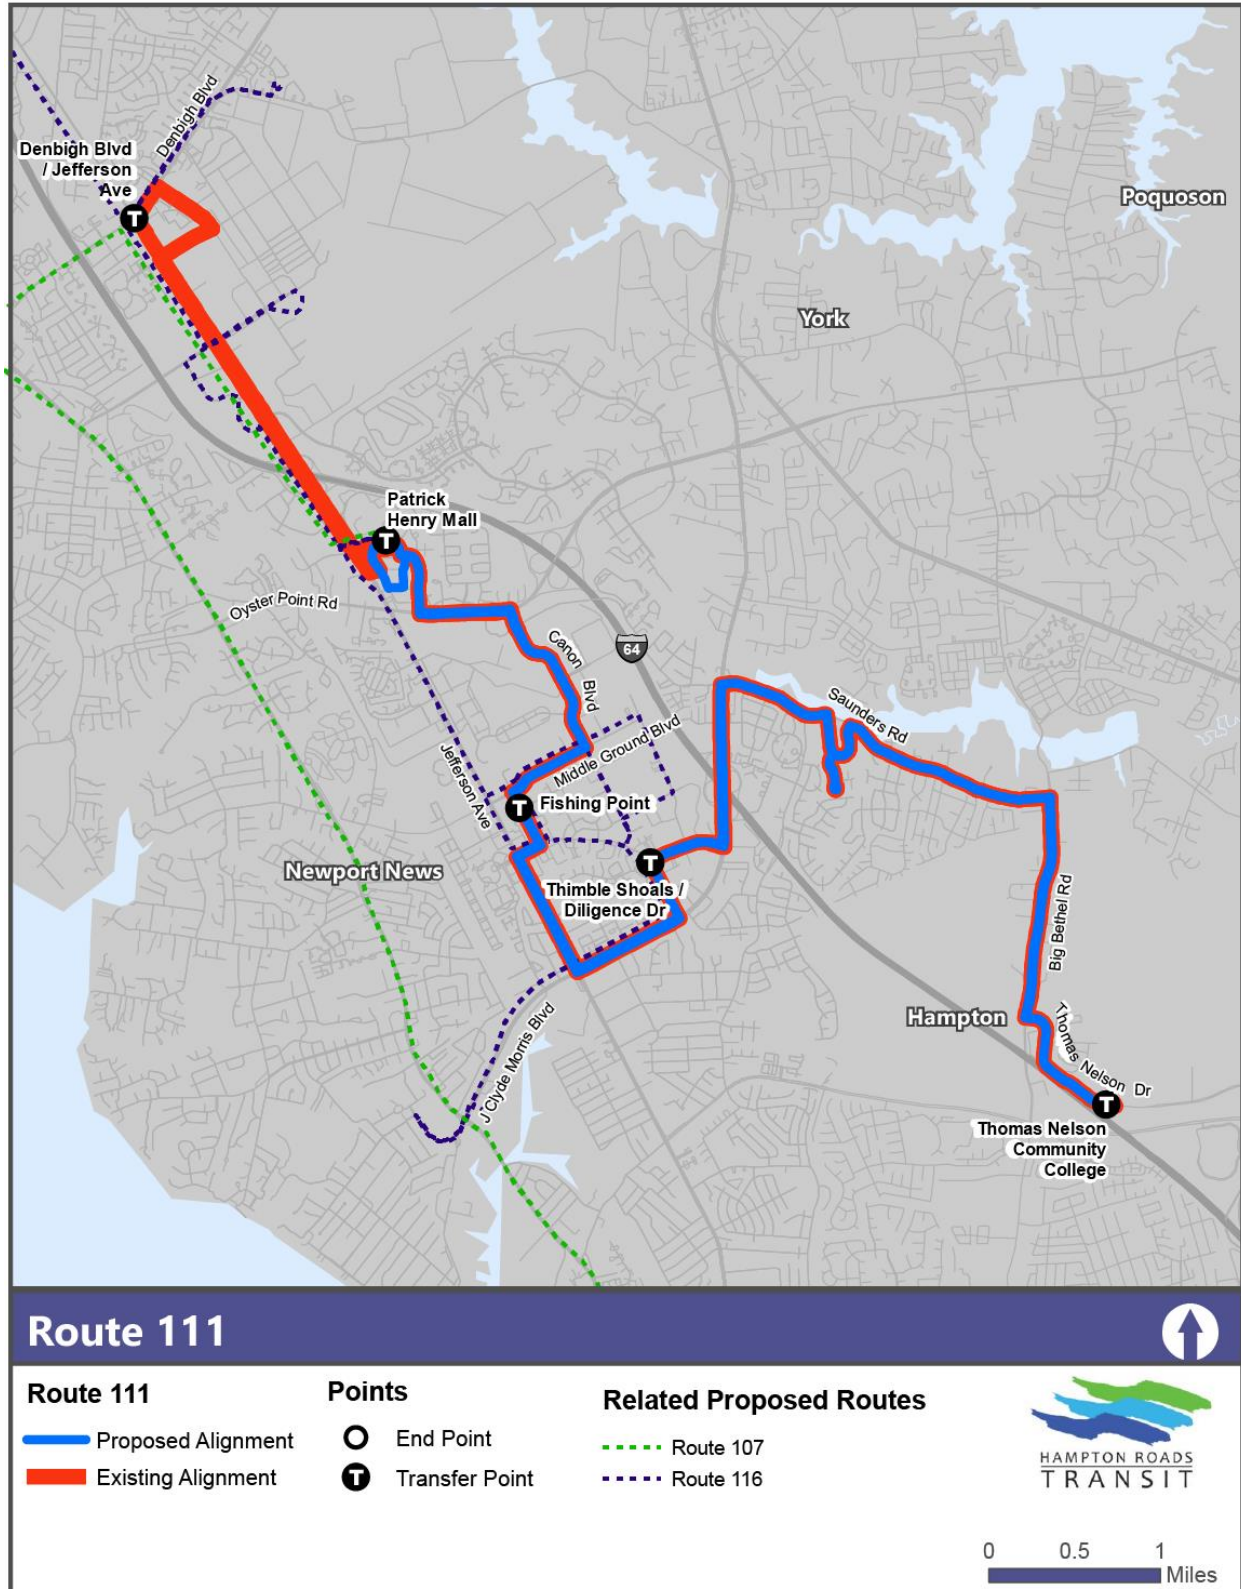 Denbigh Blvd
Denbigh Blvd
/ Jefferson
Ave
Poquoson
York
Patrick
Henry Mall
Oyster Point Rd
Canon Blvd
64
Saunders Rd
Middle Ground Blvd
Jefferson Ave
T
T
T
T
T
Fishing Point
Newport News
Thimble Shoals /
Diligence Dr
Big Bethel Rd
J Clyde Morris Blvd
Hampton
Thomas Nelson Dr
Thomas Nelson
Community
College
Route 111
Route 111
Proposed Alignment
Existing Alignment
Points
End Point
T Transfer Point
Related Proposed Routes
Route 107
Route 116
HAMPTON ROADS
TRANSIT
0 0.5 1
Miles